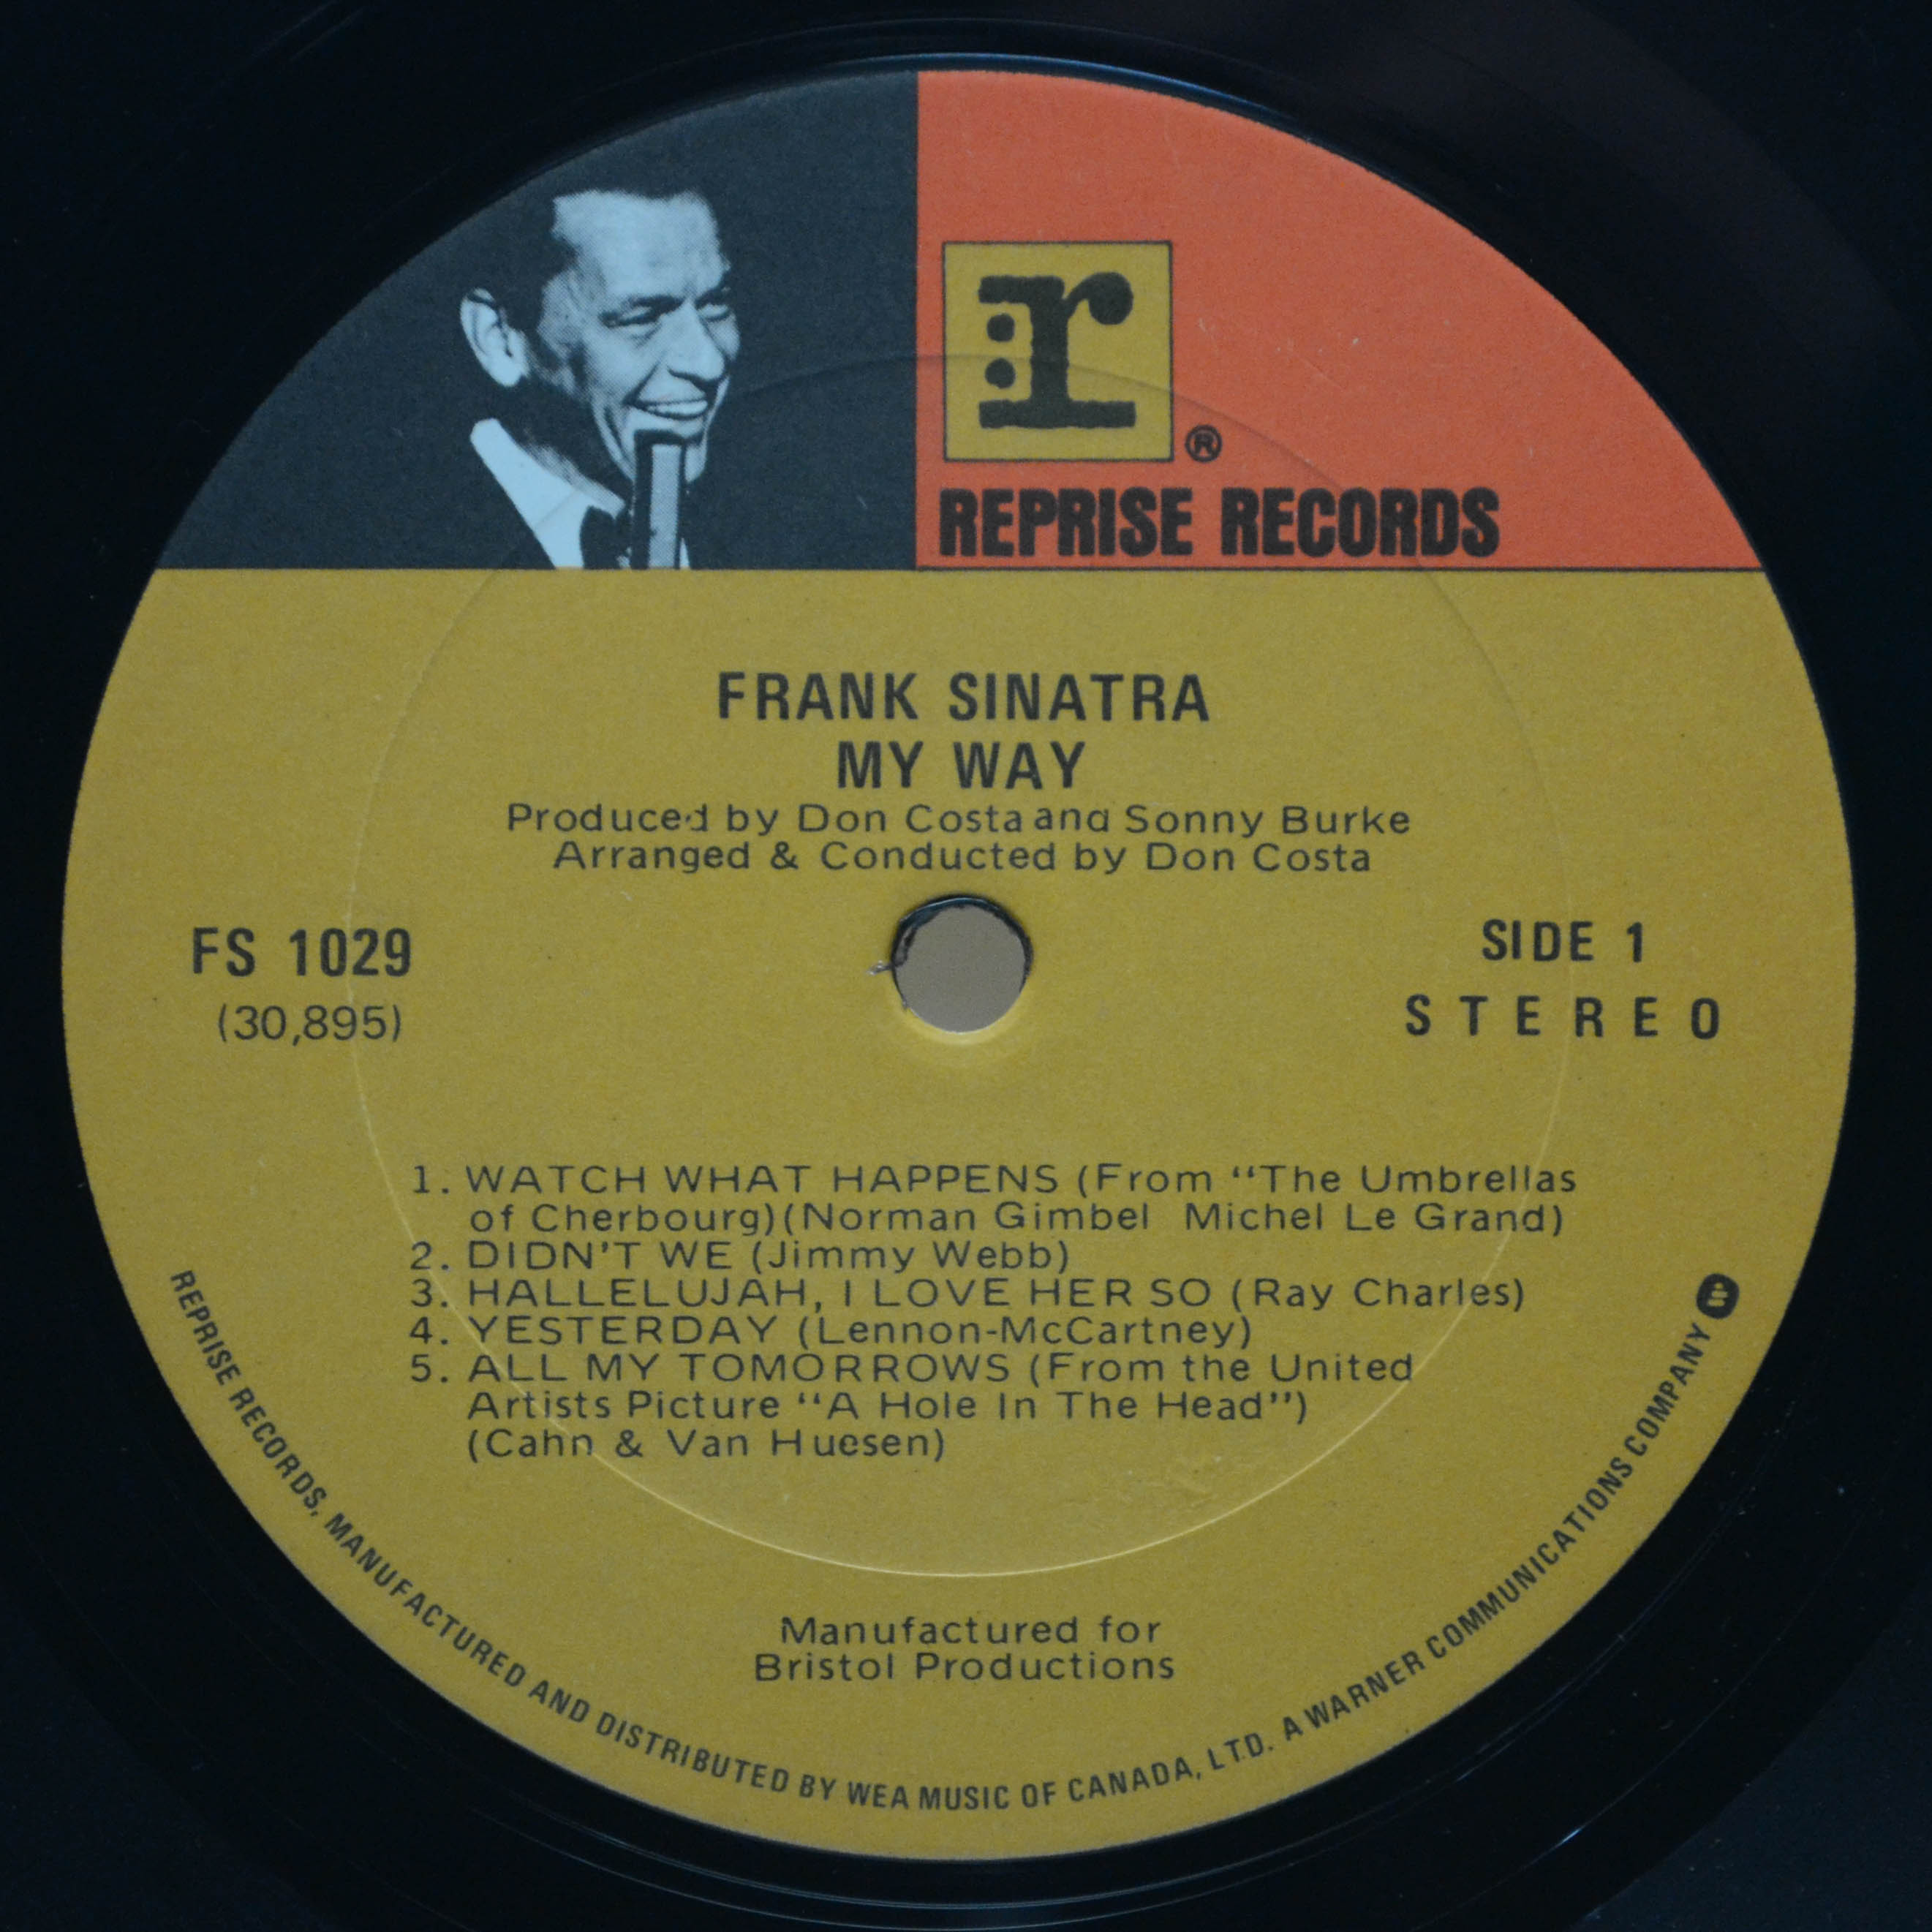 r
®
REPRISE RECORDS
FRANK SINATRA
MY WAY
Produced by Don Costa and Sonny Burke
Arranged & Conducted by Don Costa
FS 1029
(30,895)
SIDE 1
STEREO
1. WATCH WHAT HAPPENS (From “The Umbrellas
of Cherbourg)(Norman Gimbel Michel Le Grand)
2. DIDN'T WE (Jimmy Webb)
3. HALLELUJAH, I LOVE HER SO (Ray Charles)
4. YESTERDAY (Lennon-McCartney)
5. ALL MY TOMORROWS (From the United
Artists Picture “A Hole In The Head”)
(Cahn & Van Huesen)
Manufactured for
Bristol Productions
REPRISE RECORDS, MANUFACTURED AND DISTRIBUTED BY WEA MUSIC OF CANADA, LTD. A WARNER COMMUNICATIONS COMPANY